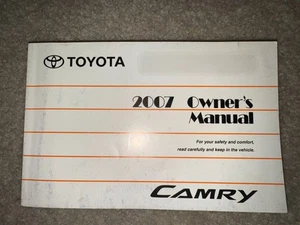 TOYOTA
2007 Owner's
Manual
For your safety and comfort,
read carefully and keep in the vehicle.
CAMRY